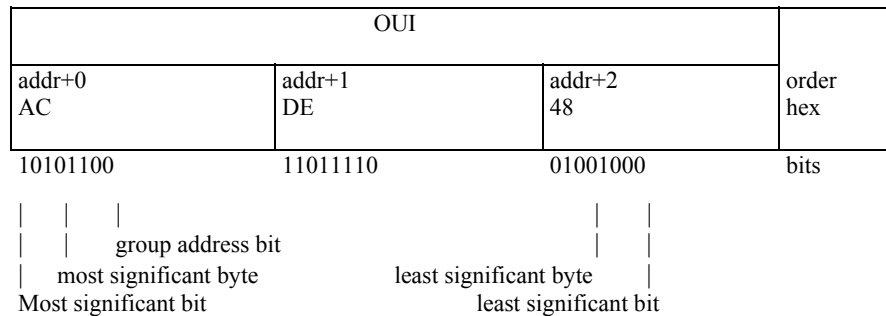 OUI
addr+0 addr+1 addr+2 order
AC DE 48 hex
10101100 11011110 01001000 bits
| | | | |
| | group address bit | |
| most significant byte least significant byte |
Most significant bit least significant bit